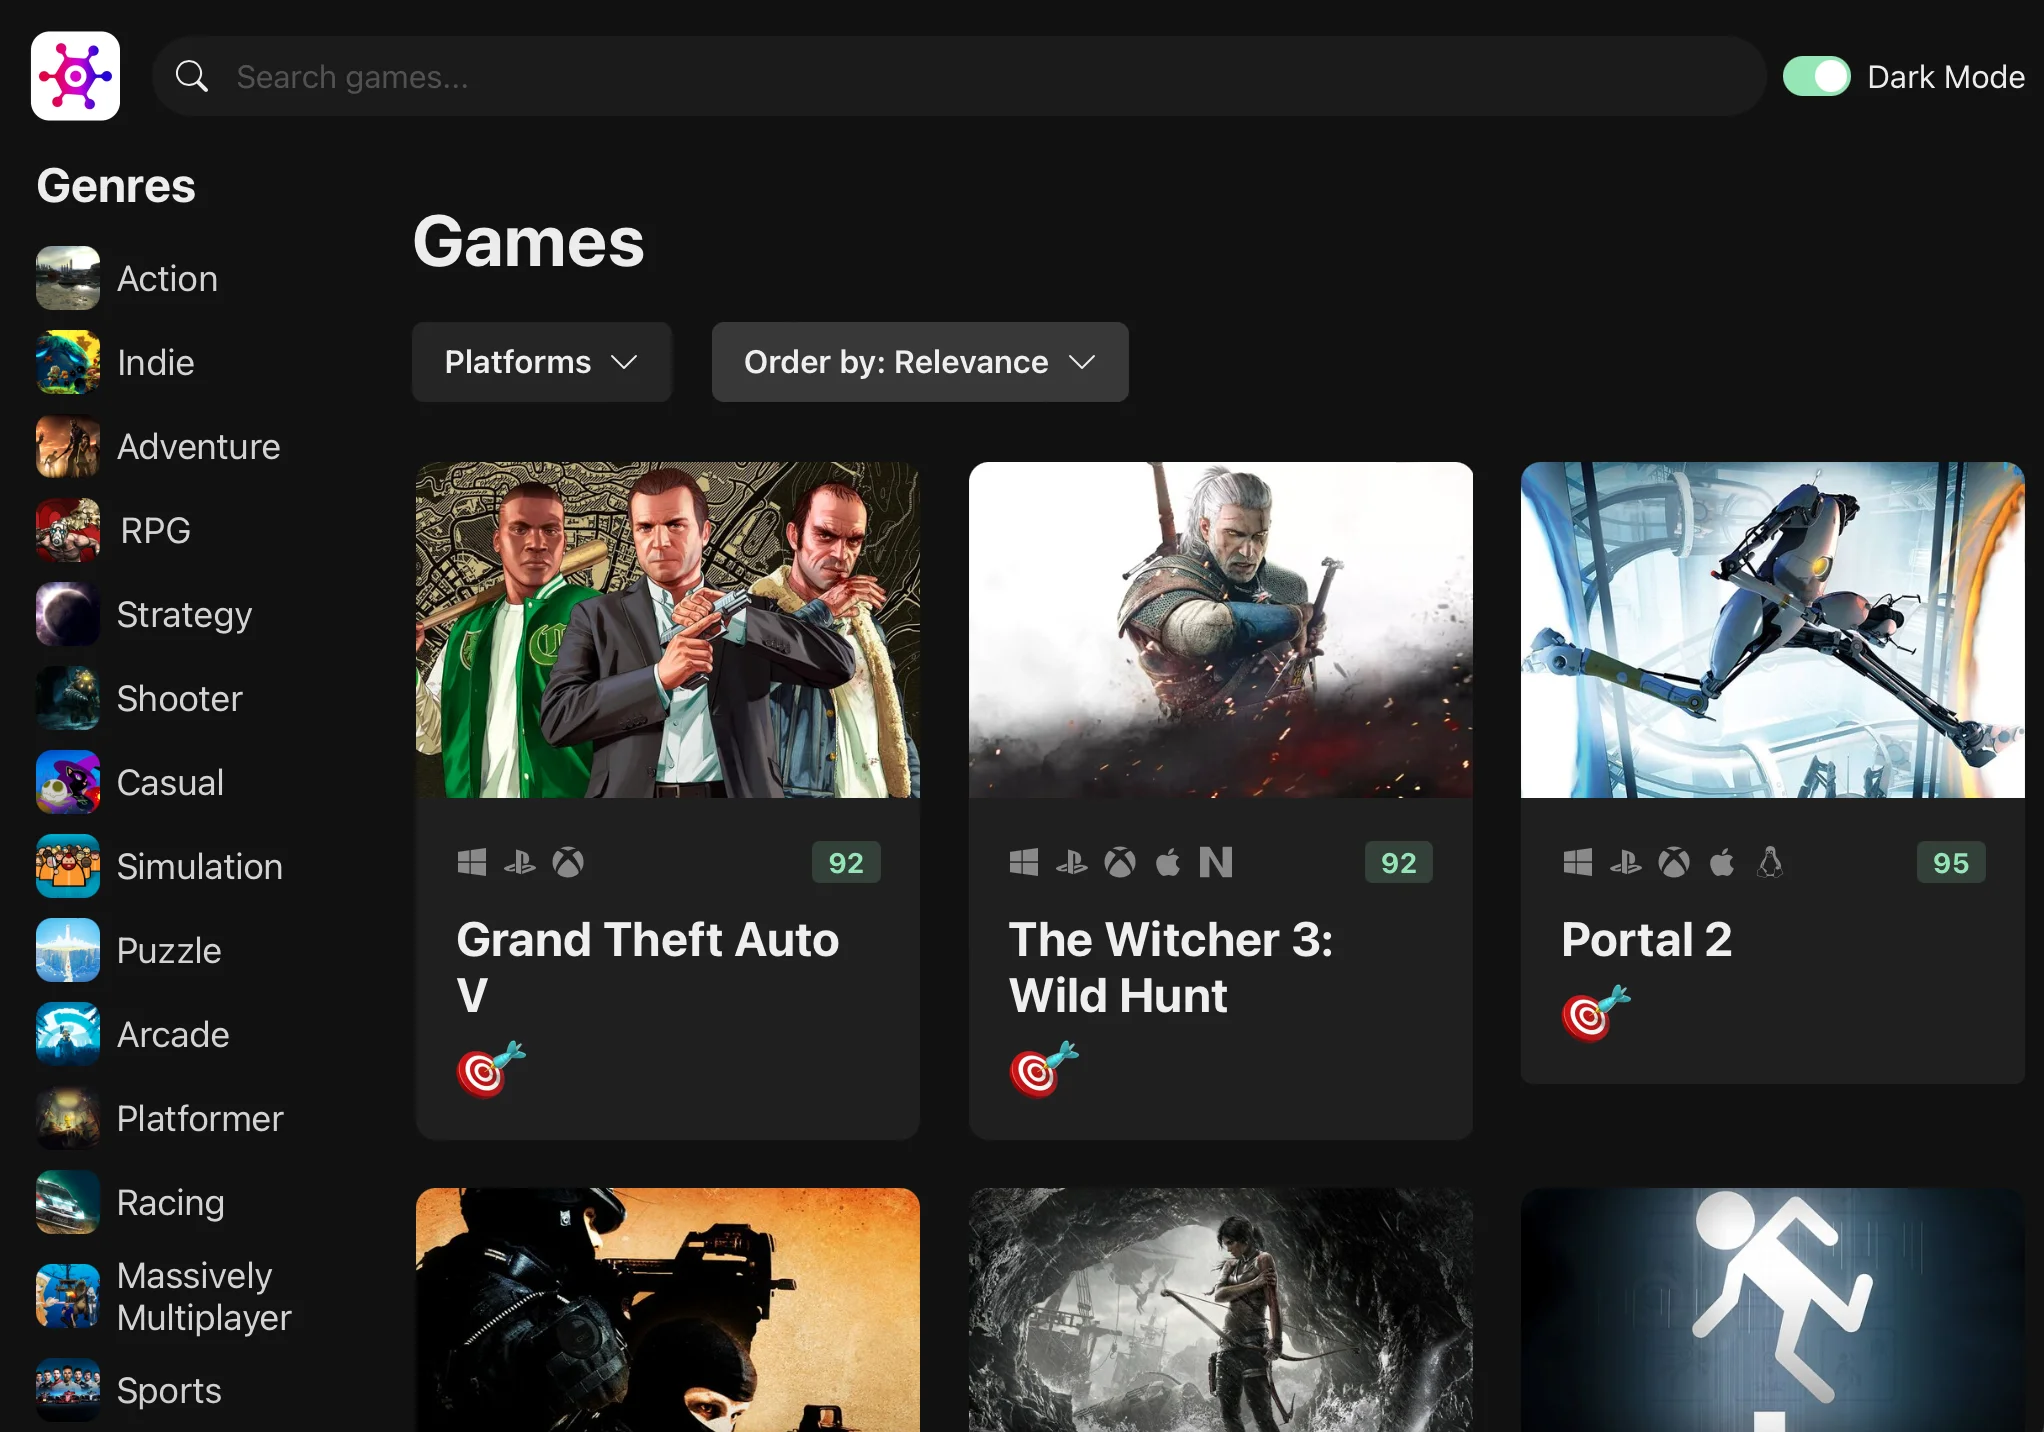 Search games...
Dark Mode
Genres
Action
Indie
Adventure
RPG
Strategy
Shooter
Casual
Simulation
Puzzle
Arcade
Platformer
Racing
Massively
Multiplayer
Sports
Games
Platforms
Order by: Relevance
92
Grand Theft Auto
V
92
The Witcher 3:
Wild Hunt
95
Portal 2